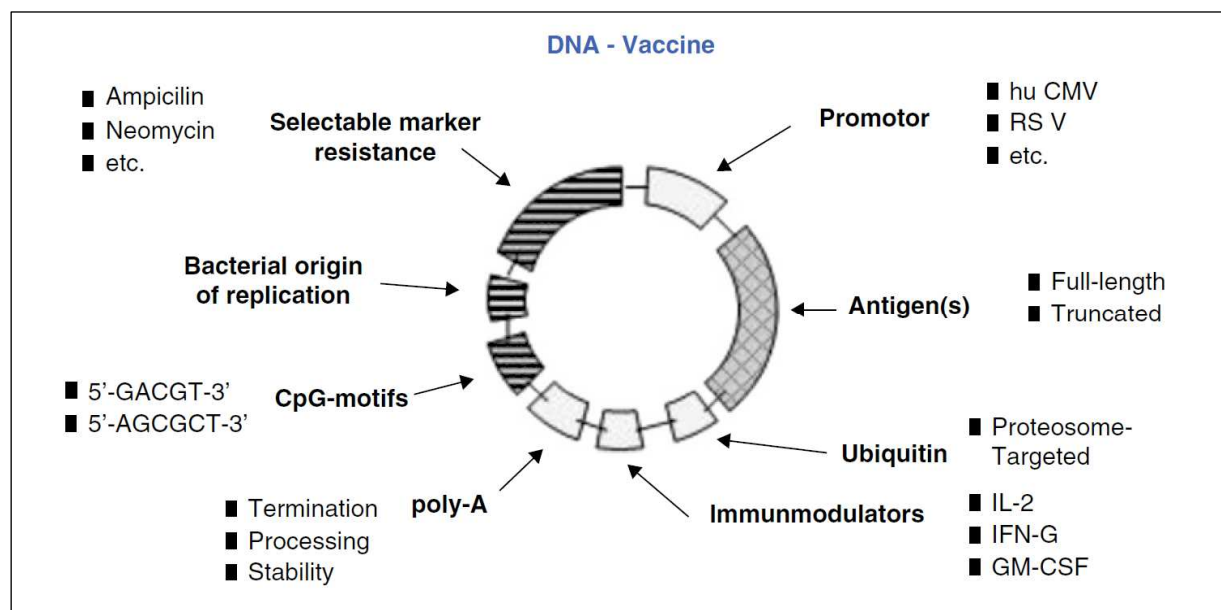 DNA - Vaccine
■ Ampicilin
■ Neomycin
■ etc.
Selectable marker
resistance
Promotor
■ hu CMV
■ RS V
■ etc.
Bacterial origin
of replication
Antigen(s)
■ Full-length
■ Truncated
■ 5’-GACGT-3’
■ 5’-AGCGCT-3’
CpG-motifs
Ubiquitin
■ Proteosome-
Targeted
■ Termination
■ Processing
■ Stability
poly-A
Immunmodulators
■ IL-2
■ IFN-G
■ GM-CSF